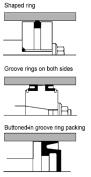 Shaped ring
Groove rings on both sides
Buttoned-in groove ring packing